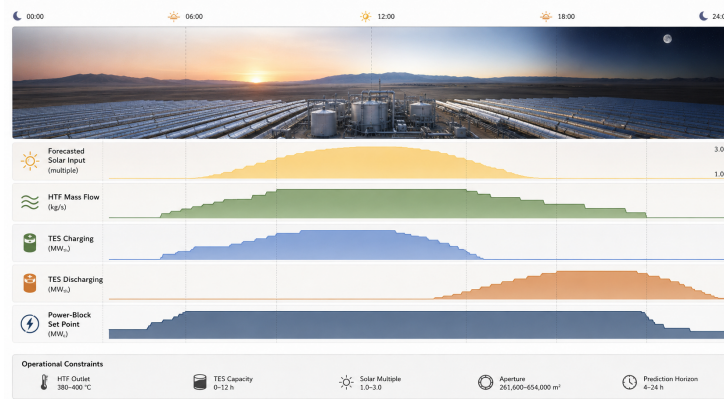 00:00
06:00
12:00
18:00
Forecasted
Solar Input
(multiple)
3.0
1.0
HTF Mass Flow
(kg/s)
TES Charging
(MWₜₕ)
TES Discharging
(MWₜₕ)
Power-Block
Set Point
(MWₑ)
Operational Constraints
HTF Outlet
380–400 °C
TES Capacity
0–12 h
Solar Multiple
1.0–3.0
Aperture
261,600–654,000 m²
Prediction Horizon
4–24 h